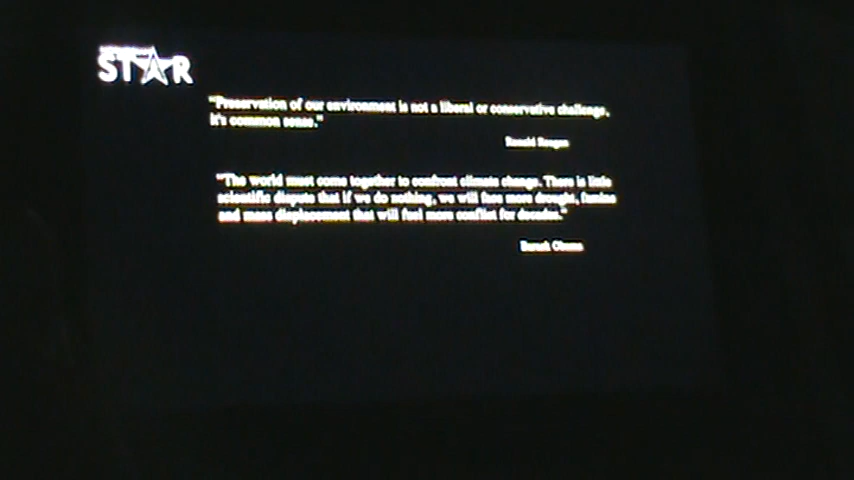 STAR
"Preservation of our environment is not a liberal or conservative challenge,
it's common sense."
Ronald Reagan
"The world must come together to confront climate change. There is little
scientific dispute that if we do nothing, we will face more drought, famine
and mass displacement that will fuel more conflict for decades."
Barack Obama